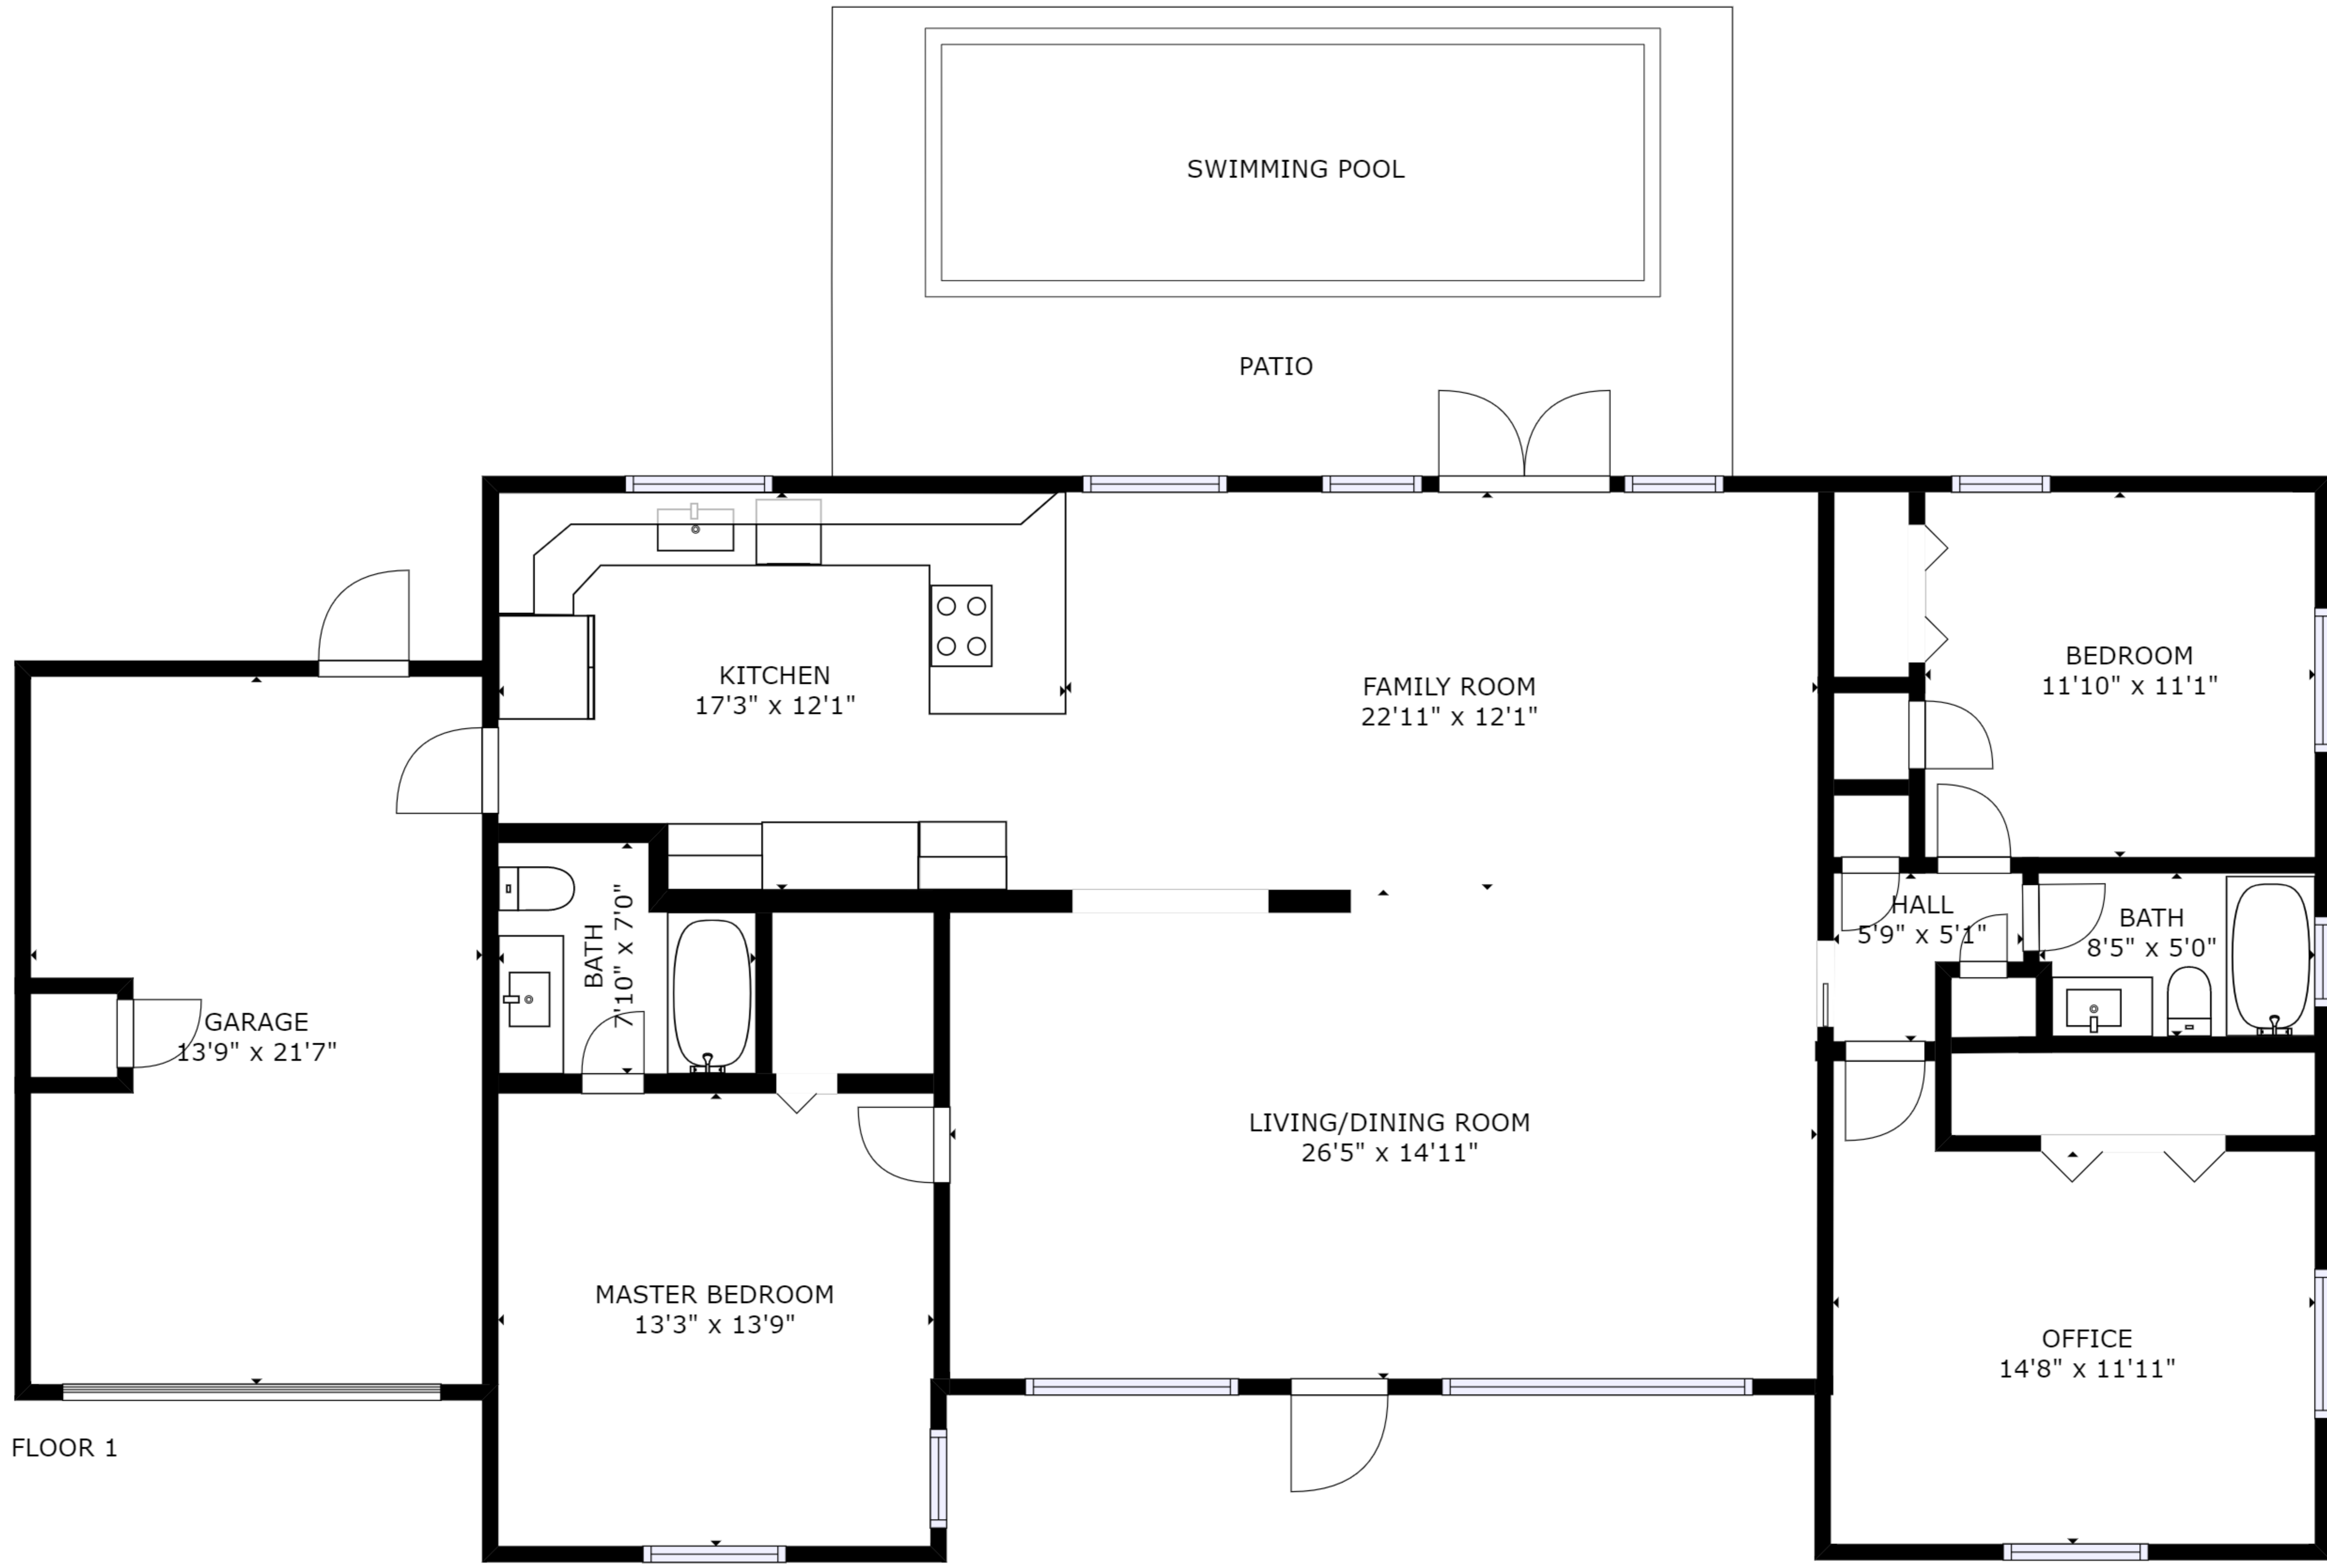 SWIMMING POOL
PATIO
KITCHEN
17'3" x 12'1"
FAMILY ROOM
22'11" x 12'1"
BEDROOM
11'10" x 11'1"
HALL
5'9" x 5'1"
BATH
8'5" x 5'0"
BATH
7'10" x 7'0"
GARAGE
13'9" x 21'7"
LIVING/DINING ROOM
26'5" x 14'11"
MASTER BEDROOM
13'3" x 13'9"
OFFICE
14'8" x 11'11"
FLOOR 1